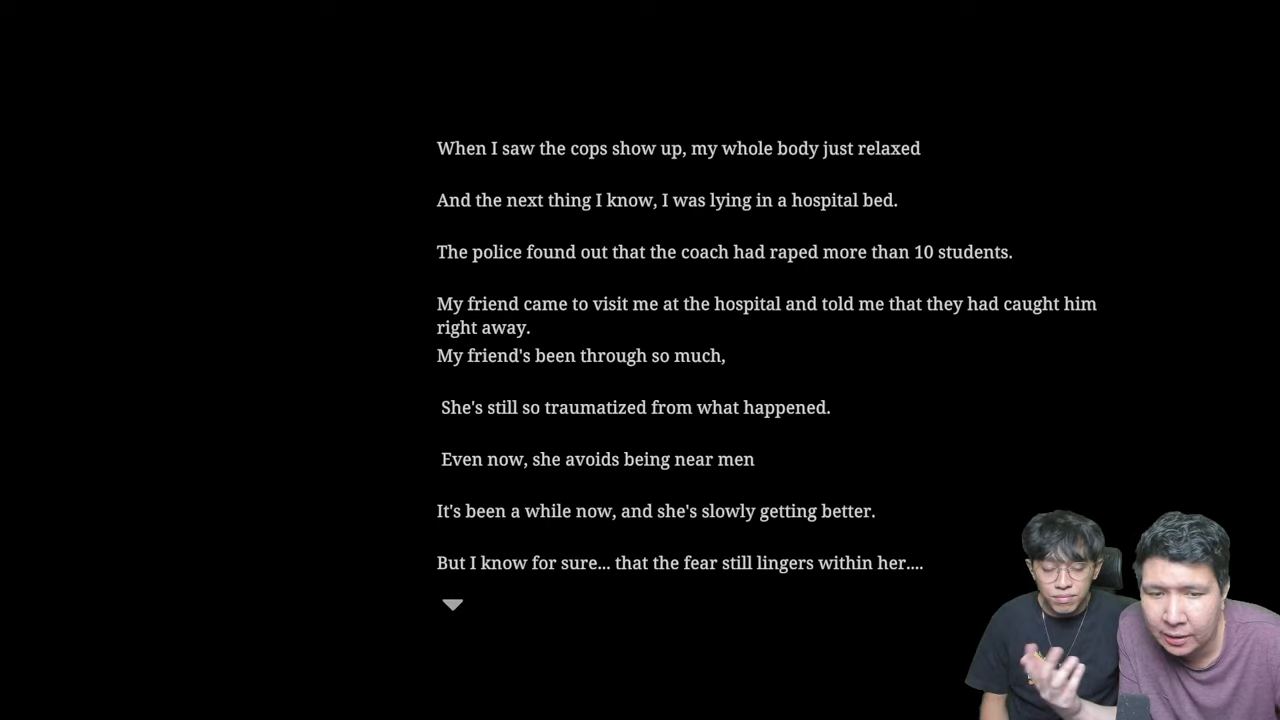 When I saw the cops show up, my whole body just relaxed
And the next thing I know, I was lying in a hospital bed.
The police found out that the coach had raped more than 10 students.
My friend came to visit me at the hospital and told me that they had caught him
right away.
My friend's been through so much,
She's still so traumatized from what happened.
Even now, she avoids being near men
It's been a while now, and she's slowly getting better.
But I know for sure... that the fear still lingers within her....